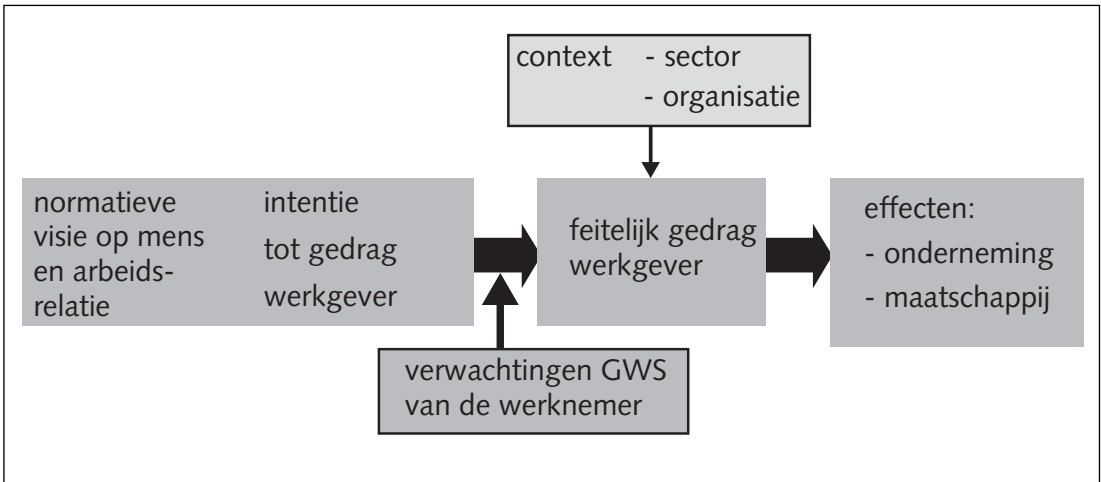 context - sector
- organisatie
normatieve
visie op mens
en arbeids-
relatie
intentie
tot gedrag
werkgever
feitelijk gedrag
werkgever
effecten:
- onderneming
- maatschappij
verwachtingen GWS
van de werknemer